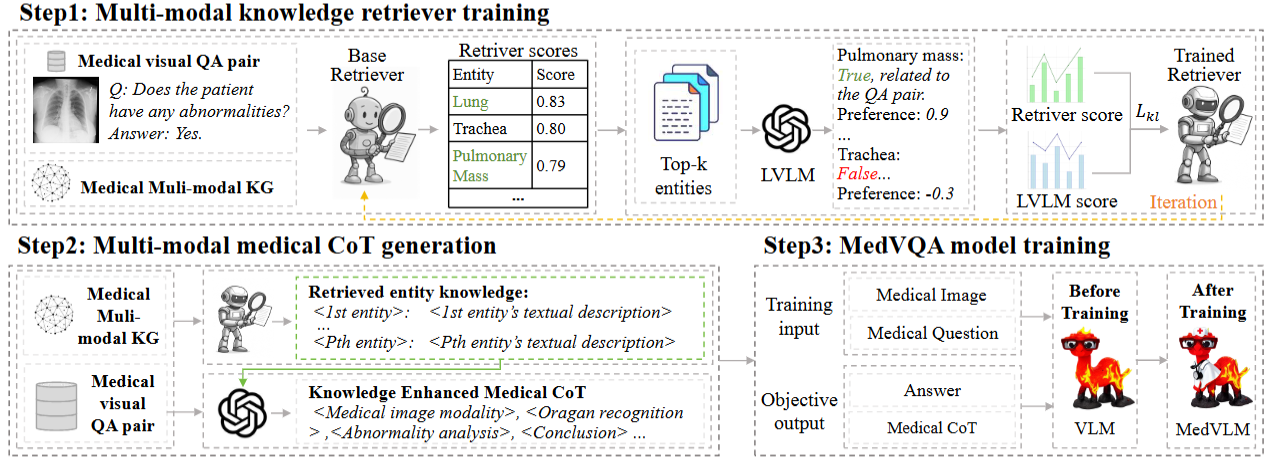 Step1: Multi-modal knowledge retriever training
Medical visual QA pair
Q: Does the patient
have any abnormalities?
Answer: Yes.
Medical Muli-modal KG
Base
Retriever
Retriver scores
Entity Score
Lung 0.83
Trachea 0.80
Pulmonary
Mass 0.79
...
Top-k
entities
LVLM
Pulmonary mass:
True, related to
the QA pair.
Preference: 0.9
...
Trachea:
False...
Preference: -0.3
Retriver score
LVLM score
L_kl
Trained
Retriever
Iteration
Step2: Multi-modal medical CoT generation
Medical
Muli-
modal KG
Medical
visual
QA pair
Retrieved entity knowledge:
<1st entity>: <1st entity's textual description>
...
<Pth entity>: <Pth entity's textual description>
Knowledge Enhanced Medical CoT
<Medical image modality>, <Oragan recognition
> ,<Abnormality analysis>, <Conclusion> ...
Step3: MedVQA model training
Training
input
Medical Image
Medical Question
Objective
output
Answer
Medical CoT
Before
Training
VLM
After
Training
MedVLM